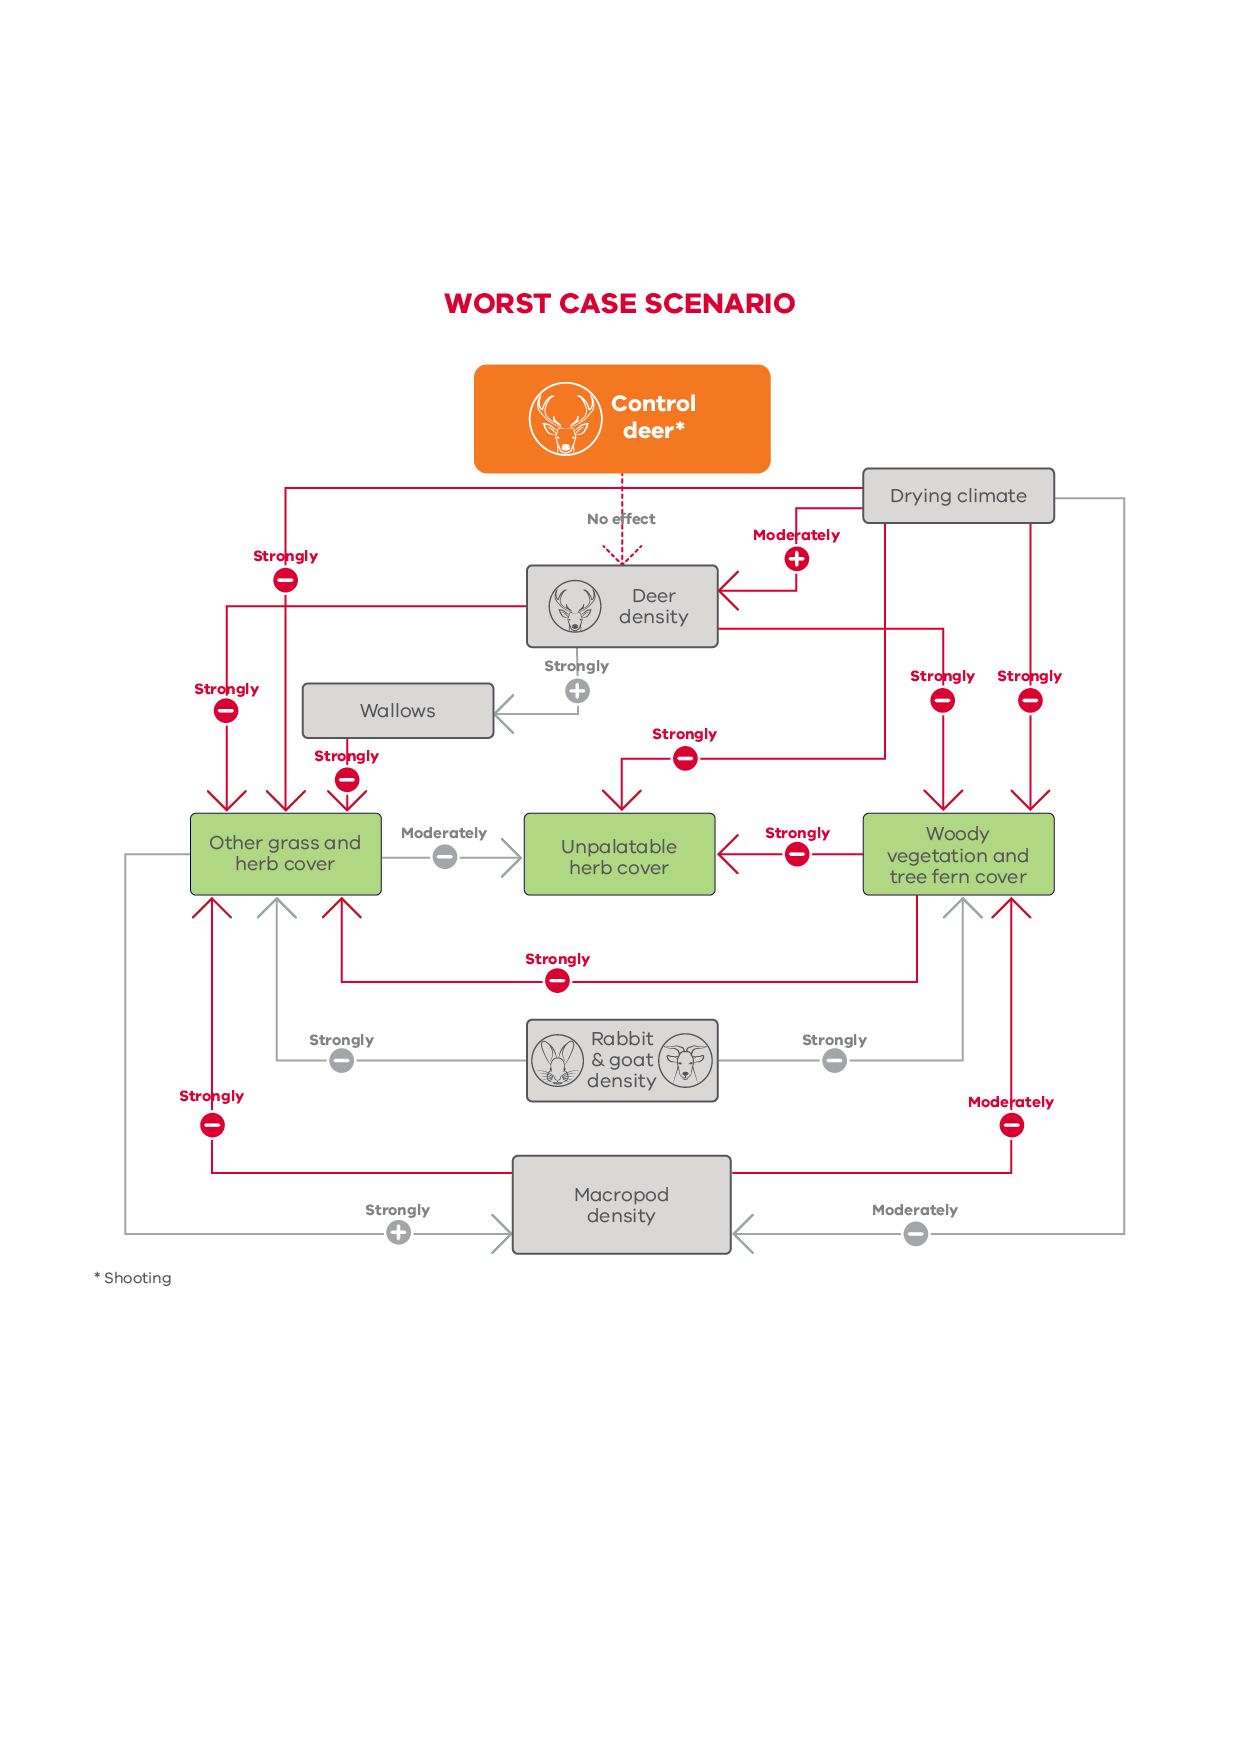 WORST CASE SCENARIO
Control
deer*
Drying climate
No effect
Moderately
Strongly
Deer
density
Strongly
Strongly
Strongly
Strongly
Wallows
Strongly
Strongly
Moderately
Strongly
Other grass and
herb cover
Unpalatable
herb cover
Woody
vegetation and
tree fern cover
Strongly
Strongly
Rabbit
& goat
density
Strongly
Strongly
Moderately
Macropod
density
Strongly
Moderately
* Shooting